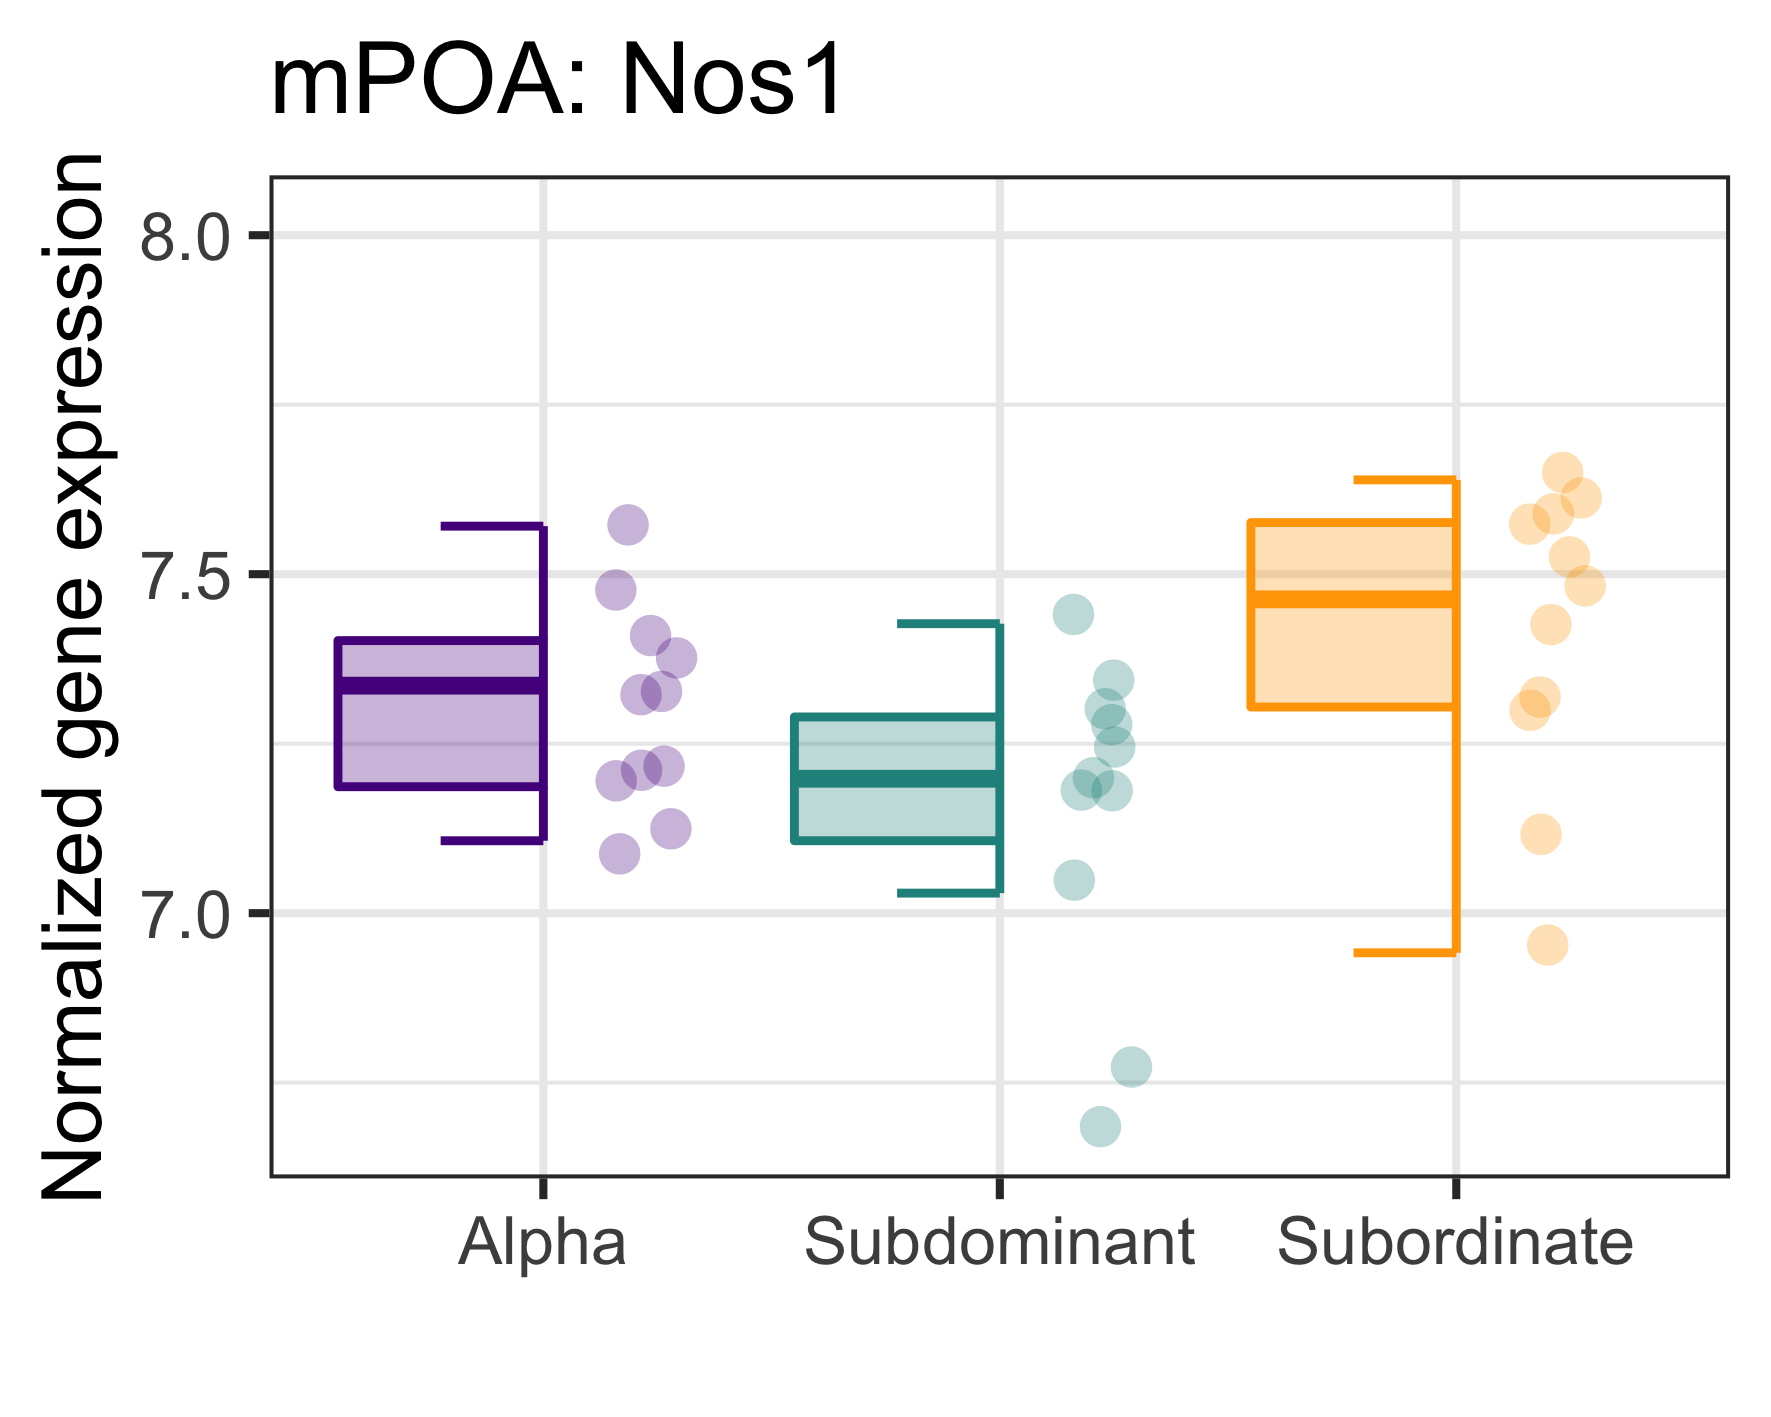 mPOA: Nos1
Normalized gene expression
8.0
7.5
7.0
Alpha
Subdominant
Subordinate